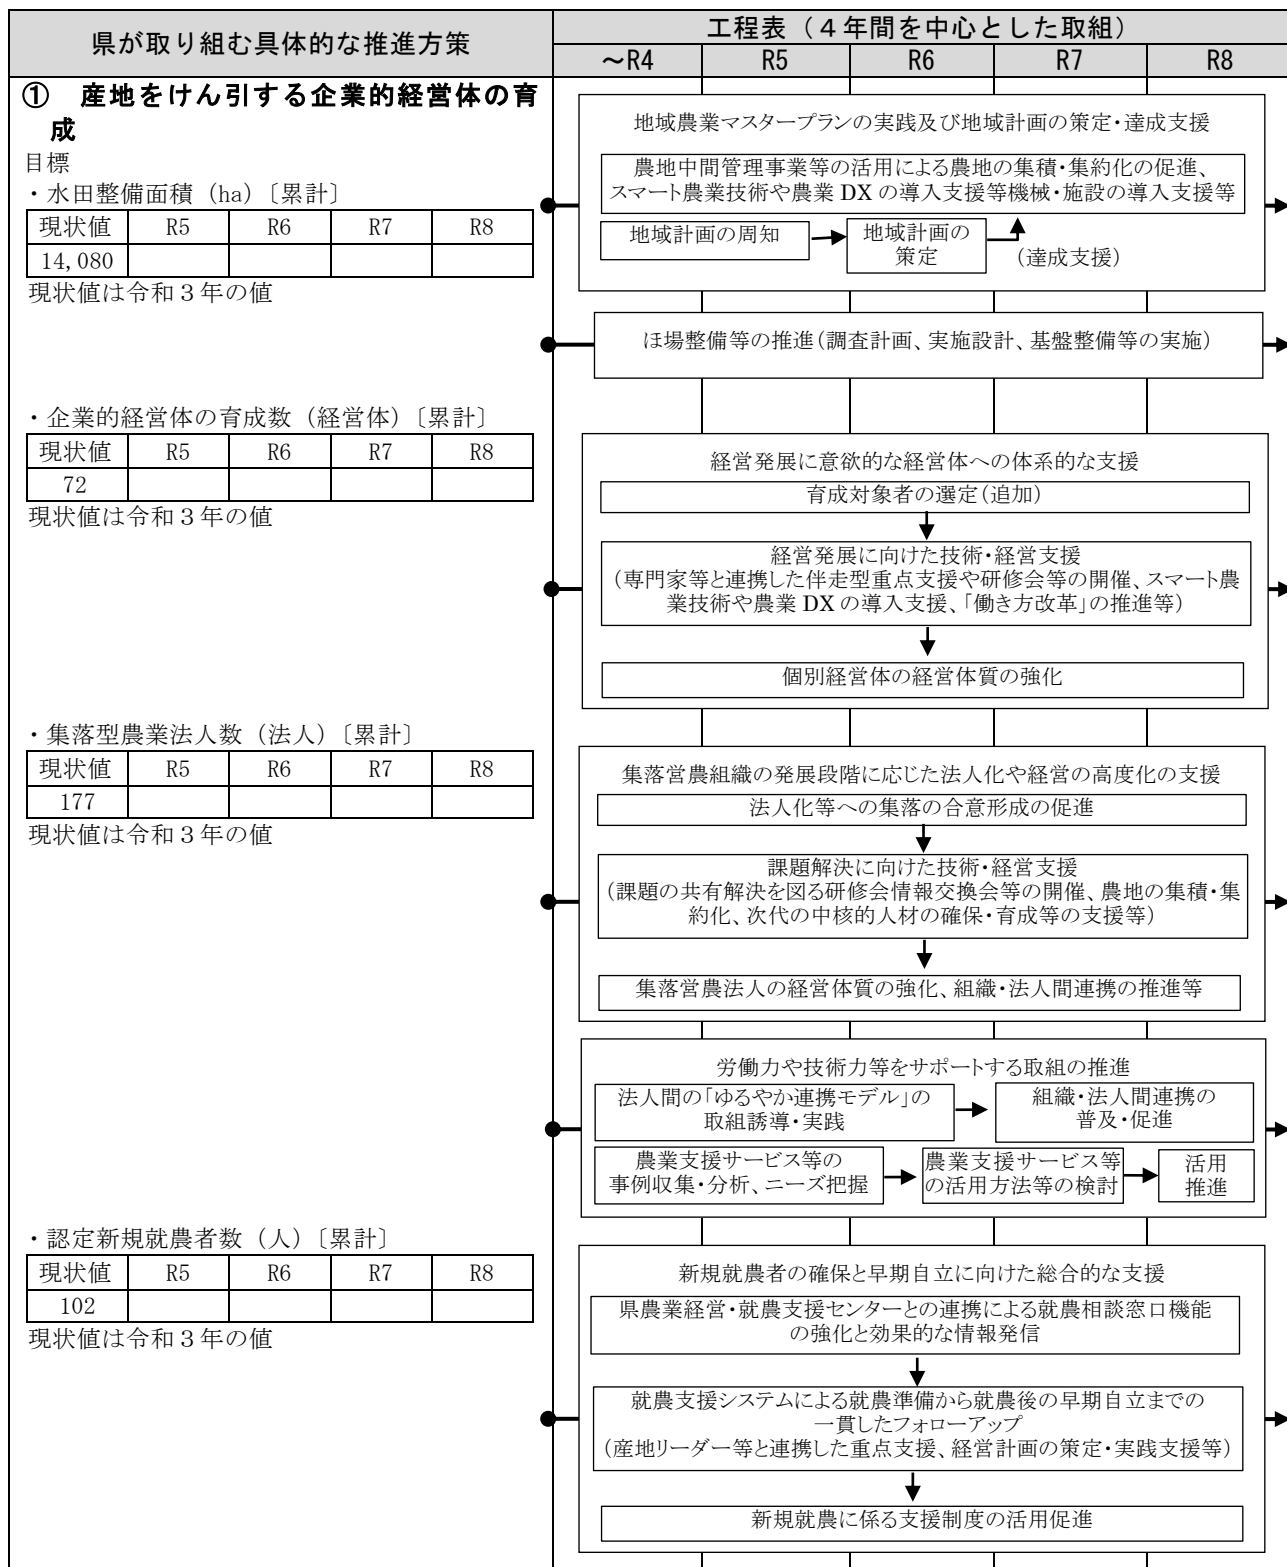 県が取り組む具体的な推進方策
工程表（４年間を中心とした取組）
～R4 R5 R6 R7 R8
① 産地をけん引する企業的経営体の育
成
目標
・水田整備面積（ha）〔累計〕
現状値 R5 R6 R7 R8
14,080
現状値は令和３年の値
地域農業マスタープランの実践及び地域計画の策定・達成支援
農地中間管理事業等の活用による農地の集積・集約化の促進、
スマート農業技術や農業 DX の導入支援等機械・施設の導入支援等
地域計画の周知
地域計画の
策定
（達成支援）
ほ場整備等の推進（調査計画、実施設計、基盤整備等の実施）
・企業的経営体の育成数（経営体）〔累計〕
現状値 R5 R6 R7 R8
72
現状値は令和３年の値
経営発展に意欲的な経営体への体系的な支援
育成対象者の選定（追加）
経営発展に向けた技術・経営支援
（専門家等と連携した伴走型重点支援や研修会等の開催、スマート農
業技術や農業 DX の導入支援、「働き方改革」の推進等）
個別経営体の経営体質の強化
・集落型農業法人数（法人）〔累計〕
現状値 R5 R6 R7 R8
177
現状値は令和３年の値
集落営農組織の発展段階に応じた法人化や経営の高度化の支援
法人化等への集落の合意形成の促進
課題解決に向けた技術・経営支援
（課題の共有解決を図る研修会情報交換会等の開催、農地の集積・集
約化、次代の中核的人材の確保・育成等の支援等）
集落営農法人の経営体質の強化、組織・法人間連携の推進等
労働力や技術力等をサポートする取組の推進
法人間の「ゆるやか連携モデル」の
取組誘導・実践
組織・法人間連携の
普及・促進
農業支援サービス等の
事例収集・分析、ニーズ把握
農業支援サービス等
の活用方法等の検討
活用
推進
・認定新規就農者数（人）〔累計〕
現状値 R5 R6 R7 R8
102
現状値は令和３年の値
新規就農者の確保と早期自立に向けた総合的な支援
県農業経営・就農支援センターとの連携による就農相談窓口機能
の強化と効果的な情報発信
就農支援システムによる就農準備から就農後の早期自立までの
一貫したフォローアップ
（産地リーダー等と連携した重点支援、経営計画の策定・実践支援等）
新規就農に係る支援制度の活用促進